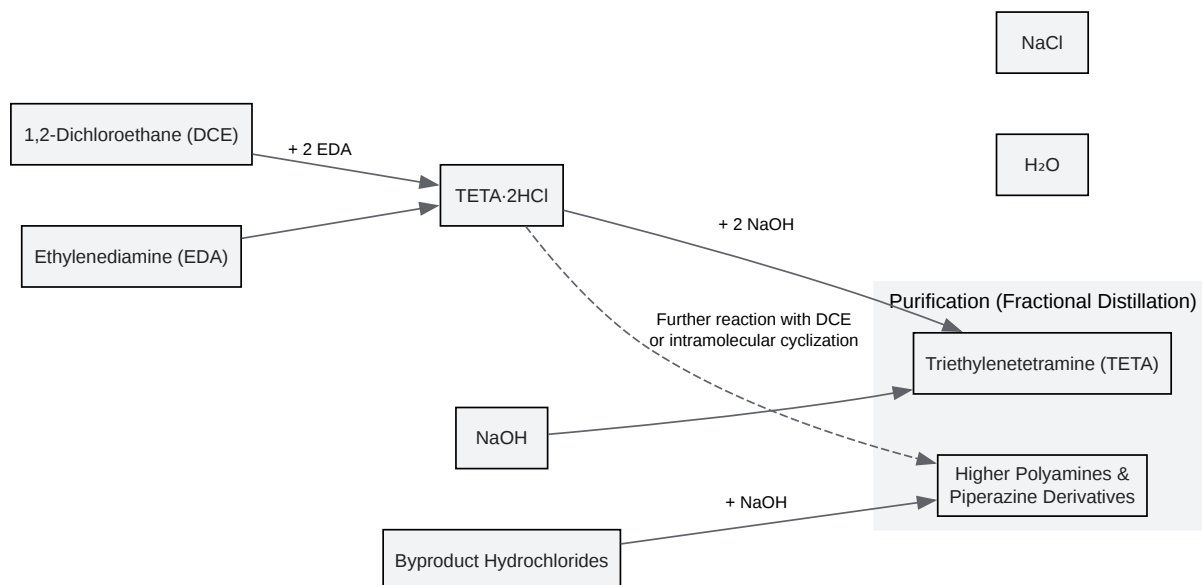 NaCl
1,2-Dichloroethane (DCE)
+ 2 EDA
H₂O
TETA·2HCl
+ 2 NaOH
Ethylenediamine (EDA)
Purification (Fractional Distillation)
Further reaction with DCE
or intramolecular cyclization
Triethylenetetramine (TETA)
NaOH
Higher Polyamines &
Piperazine Derivatives
+ NaOH
Byproduct Hydrochlorides